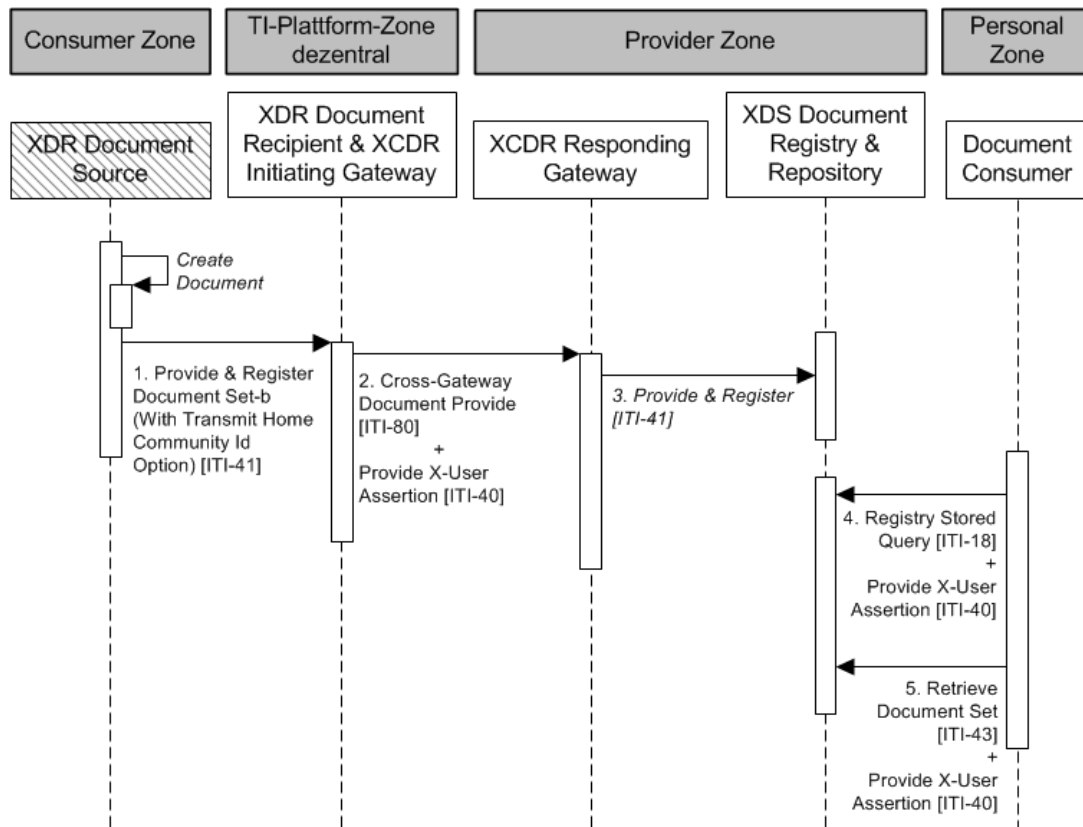 Consumer Zone
TI-Plattform-Zone
dezentral
Provider Zone
Personal
Zone
XDR Document
Source
XDR Document
Recipient & XCDR
Initiating Gateway
XCDR Responding
Gateway
XDS Document
Registry &
Repository
Document
Consumer
Create
Document
1. Provide & Register
Document Set-b
(With Transmit Home
Community Id
Option) [ITI-41]
2. Cross-Gateway
Document Provide
[ITI-80]
+
Provide X-User
Assertion [ITI-40]
3. Provide & Register
[ITI-41]
4. Registry Stored
Query [ITI-18]
+
Provide X-User
Assertion [ITI-40]
5. Retrieve
Document Set
[ITI-43]
+
Provide X-User
Assertion [ITI-40]